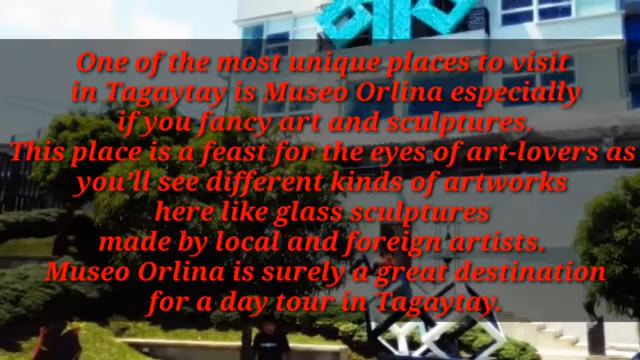 One of the most unique places to visit
in Tagaytay is Museo Orlina especially
if you fancy art and sculptures.
This place is a feast for the eyes of art-lovers as
you'll see different kinds of artworks
here like glass sculptures
made by local and foreign artists.
Museo Orlina is surely a great destination
for a day tour in Tagaytay.